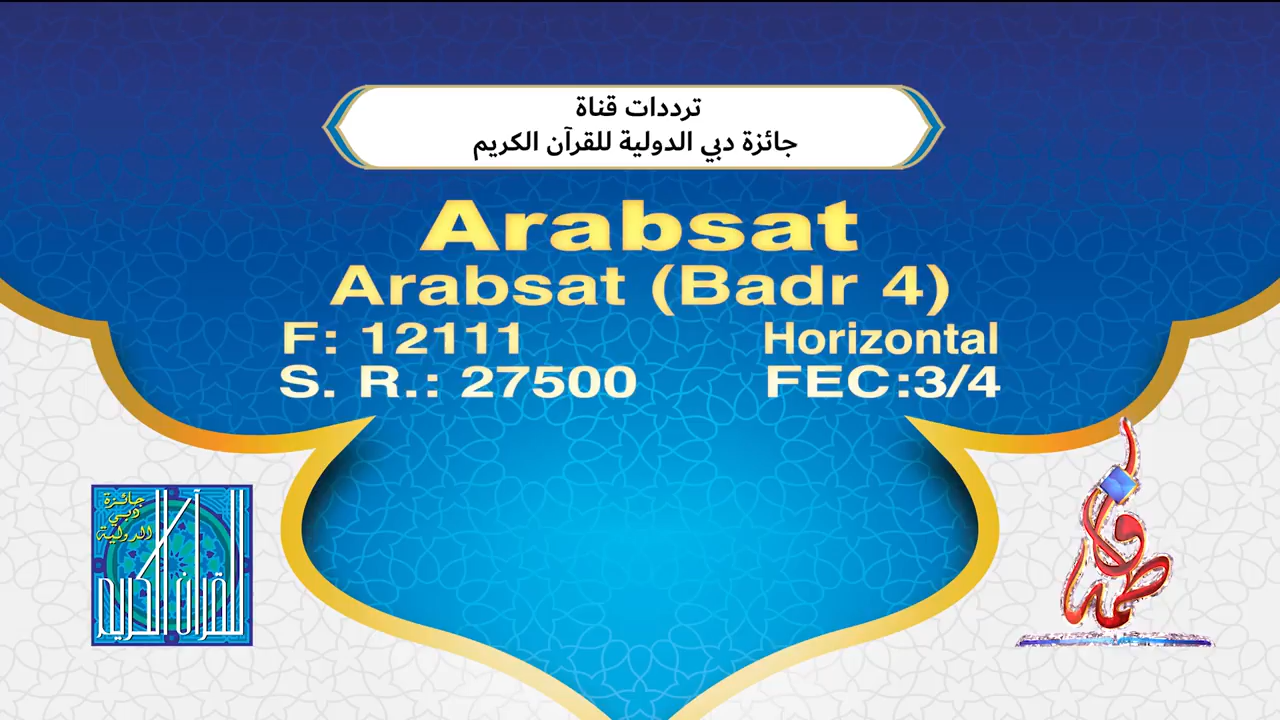 ترددات قناة
جائزة دبي الدولية للقرآن الكريم
Arabsat
Arabsat (Badr 4)
F: 12111 Horizontal
S. R.: 27500 FEC:3/4
جائزة
دبي
الدولية
للقرآن الكريم
فاطمة